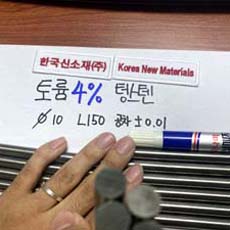 한국신소재(주) Korea New Materials
토륨 4% 텅스텐
Ø10 L150 공차 ±0.01